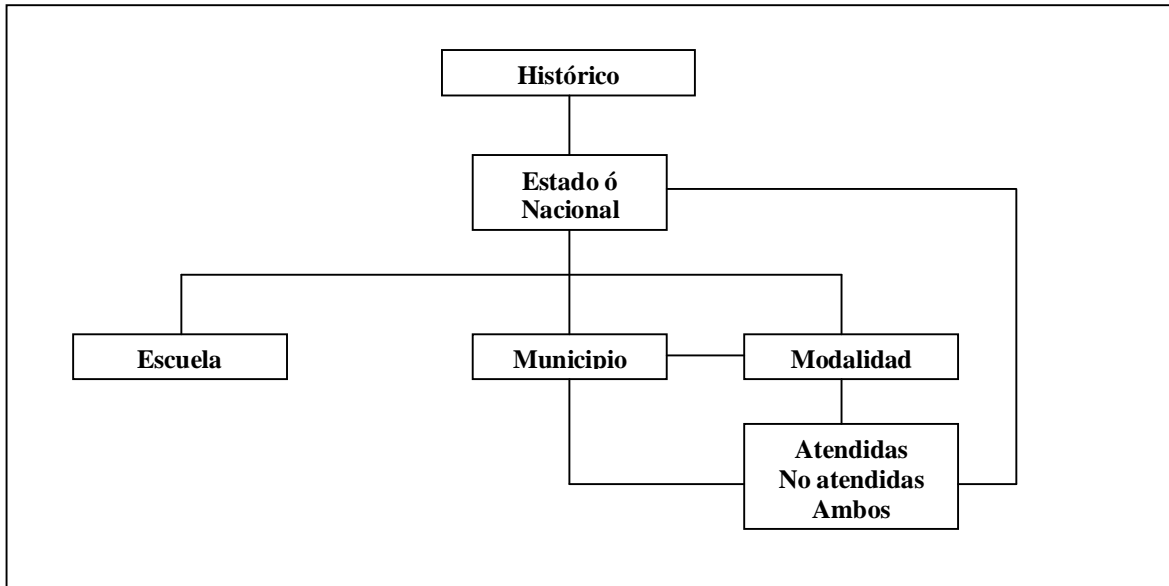 Histórico
Estado ó
Nacional
Escuela
Municipio
Modalidad
Atendidas
No atendidas
Ambos